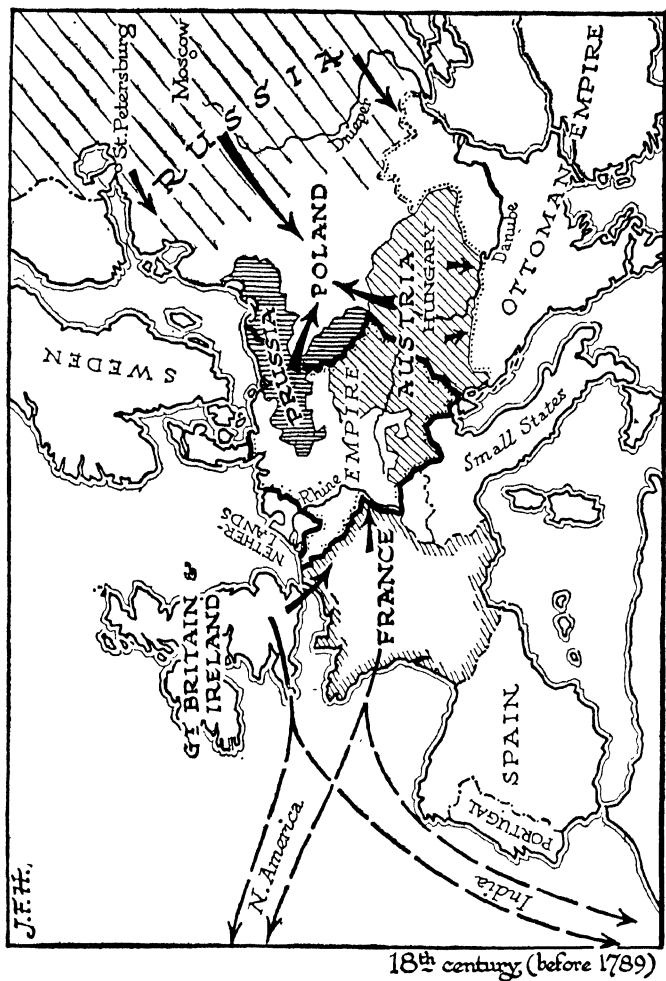 St. Petersburg
Moscow
RUSSIA
Dnieper
EMPIRE
OTTOMAN
Danube
POLAND
HUNGARY
AUSTRIA
PRUSSIA
EMPIRE
SWEDEN
Small States
Rhine
NETHER-
LANDS
FRANCE
GT BRITAIN &
IRELAND
SPAIN
PORTUGAL
N. America
India
J.F.H.
18th century (before 1789)